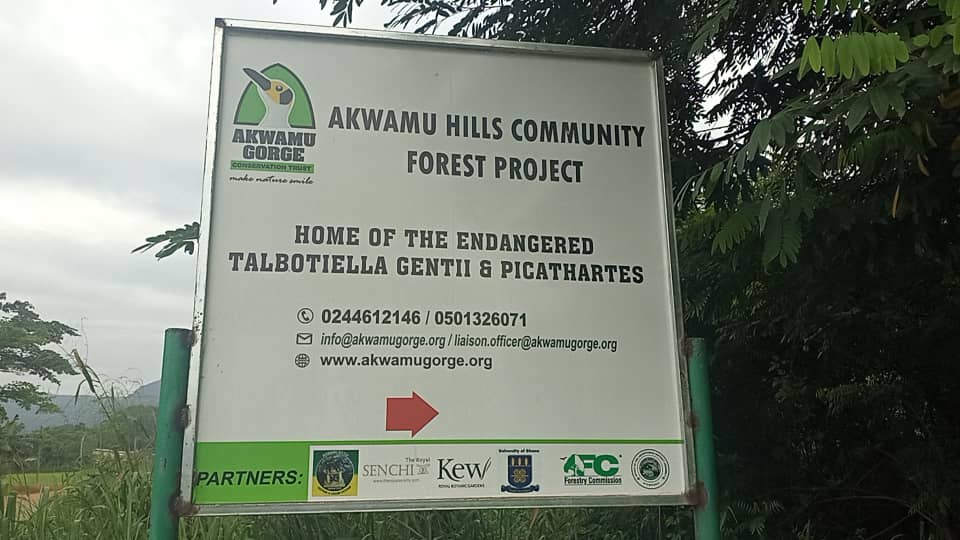 AKWAMU GORGE
CONSERVATION TRUST
make nature smile
AKWAMU HILLS COMMUNITY
FOREST PROJECT
HOME OF THE ENDANGERED
TALBOTIELLA GENTII & PICATHARTES
0244612146 / 0501326071
info@akwamugorge.org / liaison.officer@akwamugorge.org
www.akwamugorge.org
PARTNERS:
The Royal
SENCHI
Kew
ROYAL BOTANIC GARDENS
University of Ghana
FC
Forestry Commission